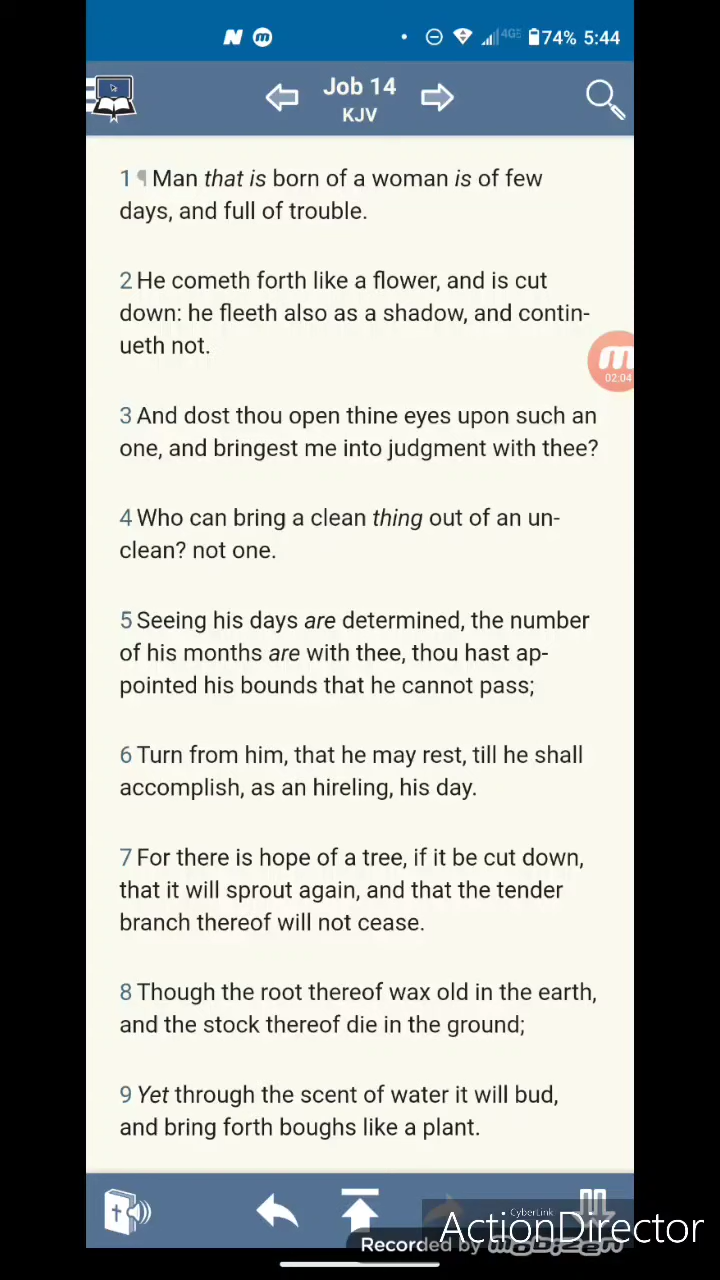 74% 5:44
Job 14
KJV
1 ¶ Man that is born of a woman is of few
days, and full of trouble.
2 He cometh forth like a flower, and is cut
down: he fleeth also as a shadow, and contin-
ueth not.
02:04
3 And dost thou open thine eyes upon such an
one, and bringest me into judgment with thee?
4 Who can bring a clean thing out of an un-
clean? not one.
5 Seeing his days are determined, the number
of his months are with thee, thou hast ap-
pointed his bounds that he cannot pass;
6 Turn from him, that he may rest, till he shall
accomplish, as an hireling, his day.
7 For there is hope of a tree, if it be cut down,
that it will sprout again, and that the tender
branch thereof will not cease.
8 Though the root thereof wax old in the earth,
and the stock thereof die in the ground;
9 Yet through the scent of water it will bud,
and bring forth boughs like a plant.
CyberLink
ActionDirector
Recorded by mobizen